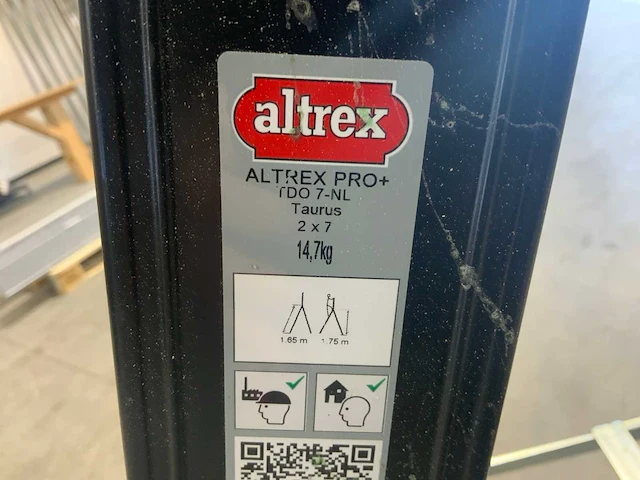 altrex
ALTREX PRO+
TDO 7-NL
Taurus
2 x 7
14,7kg
1.65 m 1.75 m